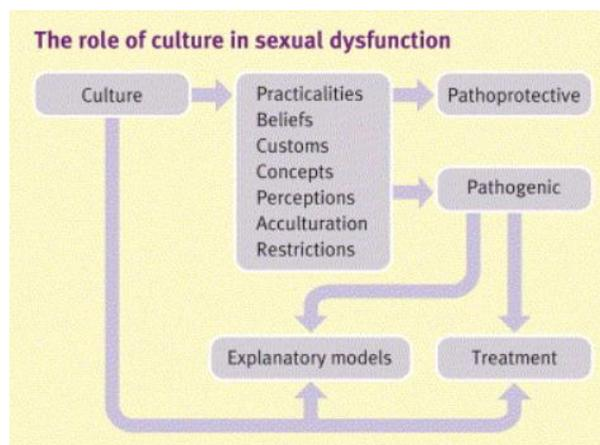 The role of culture in sexual dysfunction
Culture
Practicalities
Beliefs
Customs
Concepts
Perceptions
Acculturation
Restrictions
Pathoprotective
Pathogenic
Explanatory models
Treatment